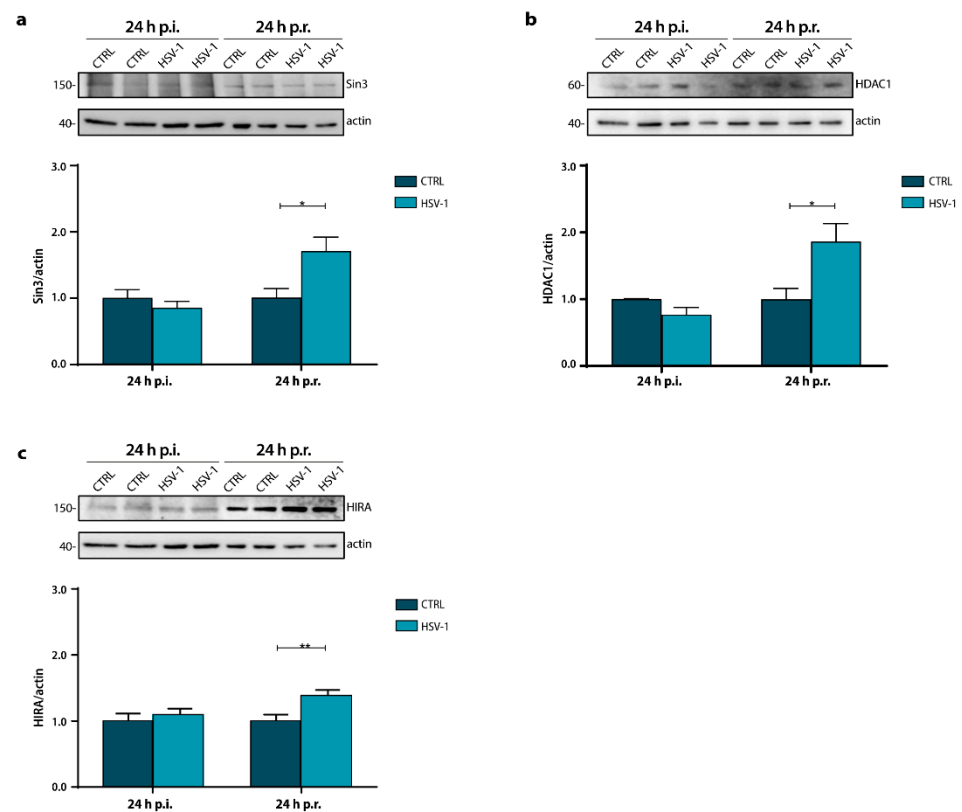 a
24 h p.i. 24 h p.r.
CTRL CTRL HSV-1 HSV-1 CTRL CTRL HSV-1 HSV-1
150- Sin3
40- actin
3.0
2.0
1.0
0.0
Sin3/actin
*
CTRL
HSV-1
24 h p.i. 24 h p.r.
b
24 h p.i. 24 h p.r.
CTRL CTRL HSV-1 HSV-1 CTRL CTRL HSV-1 HSV-1
60- HDAC1
40- actin
3.0
2.0
1.0
0.0
HDAC1/actin
*
CTRL
HSV-1
24 h p.i. 24 h p.r.
c
24 h p.i. 24 h p.r.
CTRL CTRL HSV-1 HSV-1 CTRL CTRL HSV-1 HSV-1
150- HIRA
40- actin
3.0
2.0
1.0
0.0
HIRA/actin
**
CTRL
HSV-1
24 h p.i. 24 h p.r.